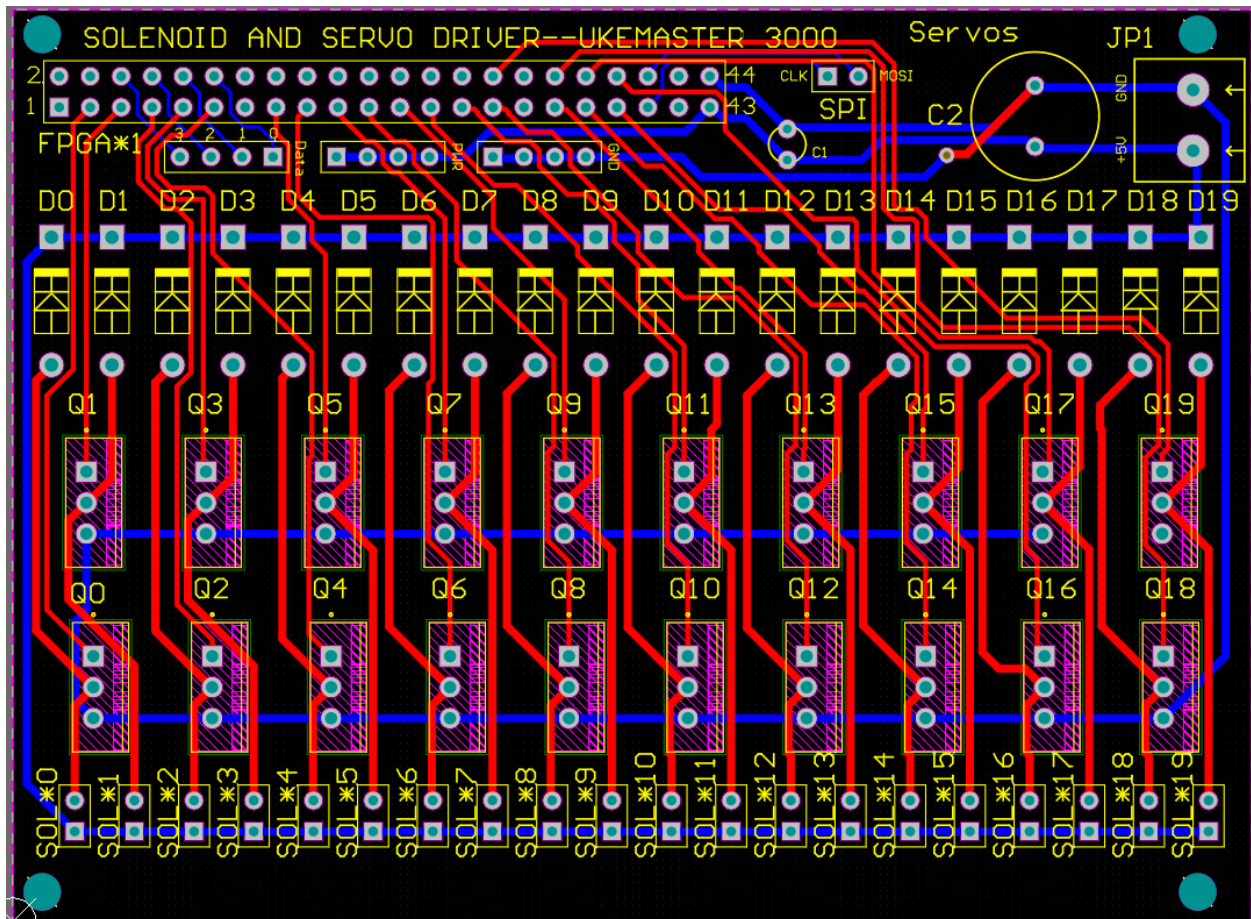 SOLENOID AND SERVO DRIVER--UKEMASTER 3000
Servos
JP1
2
44
CLK
MOSI
GND
1
43
SPI
C2
FPGA*1
3 2 1 0
Data
PWR
GND
C1
+5V
D0 D1 D2 D3 D4 D5 D6 D7 D8 D9 D10 D11 D12 D13 D14 D15 D16 D17 D18 D19
Q1 Q3 Q5 Q7 Q9 Q11 Q13 Q15 Q17 Q19
Q0 Q2 Q4 Q6 Q8 Q10 Q12 Q14 Q16 Q18
SOL*0 SOL*1 SOL*2 SOL*3 SOL*4 SOL*5 SOL*6 SOL*7 SOL*8 SOL*9 SOL*10 SOL*11 SOL*12 SOL*13 SOL*14 SOL*15 SOL*16 SOL*17 SOL*18 SOL*19